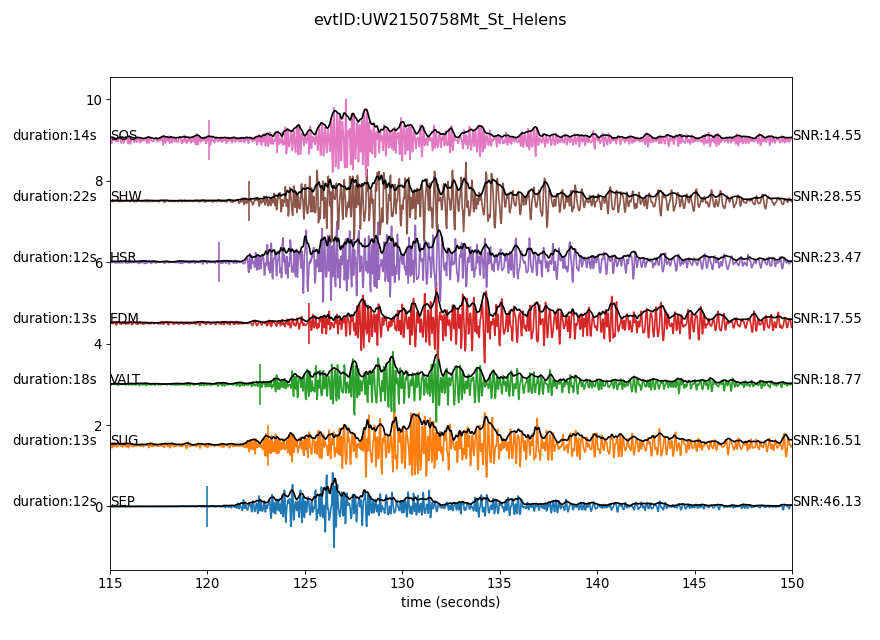 evtID:UW2150758Mt_St_Helens
10
duration:14s SOS SNR:14.55
8
duration:22s SHW SNR:28.55
duration:12s HSR SNR:23.47
6
duration:13s EDM SNR:17.55
4
duration:18s VALT SNR:18.77
2
duration:13s SUG SNR:16.51
duration:12s SEP SNR:46.13
0
115 120 125 130 135 140 145 150
time (seconds)